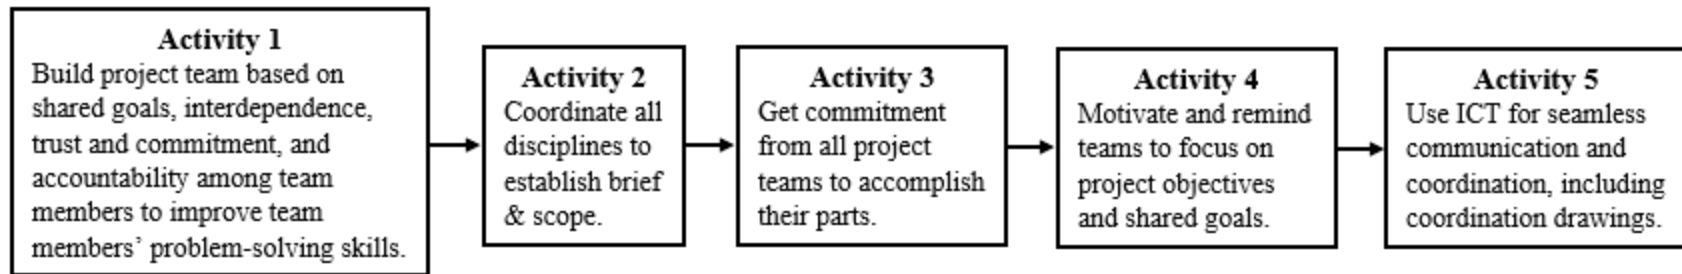 Activity 1
Build project team based on
shared goals, interdependence,
trust and commitment, and
accountability among team
members to improve team
members’ problem-solving skills.
Activity 2
Coordinate all
disciplines to
establish brief
& scope.
Activity 3
Get commitment
from all project
teams to accomplish
their parts.
Activity 4
Motivate and remind
teams to focus on
project objectives
and shared goals.
Activity 5
Use ICT for seamless
communication and
coordination, including
coordination drawings.